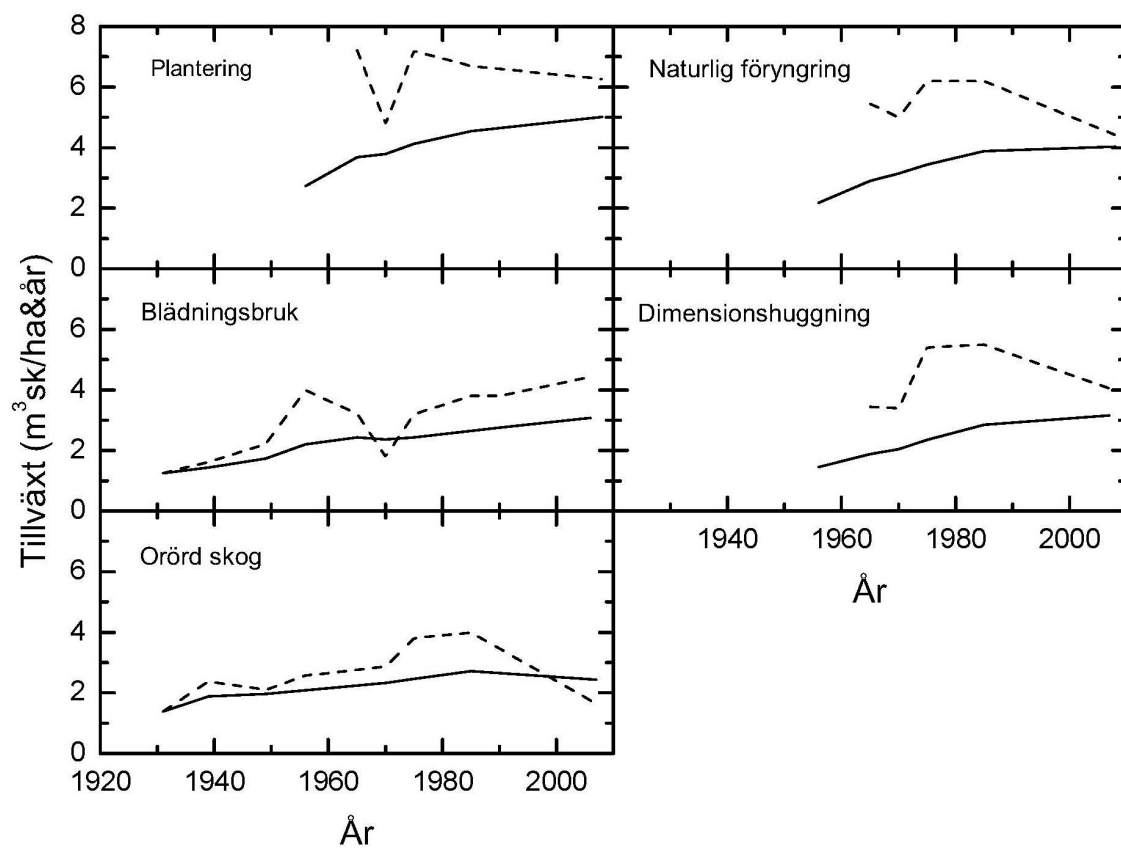 8
6
4
2
0
Plantering
Naturlig föryngring
6
4
2
0
Blädningsbruk
Dimensionshuggning
6
4
2
0
Orörd skog
1920 1940 1960 1980 2000
År
1940 1960 1980 2000
År
Tillväxt (m³sk/ha&år)